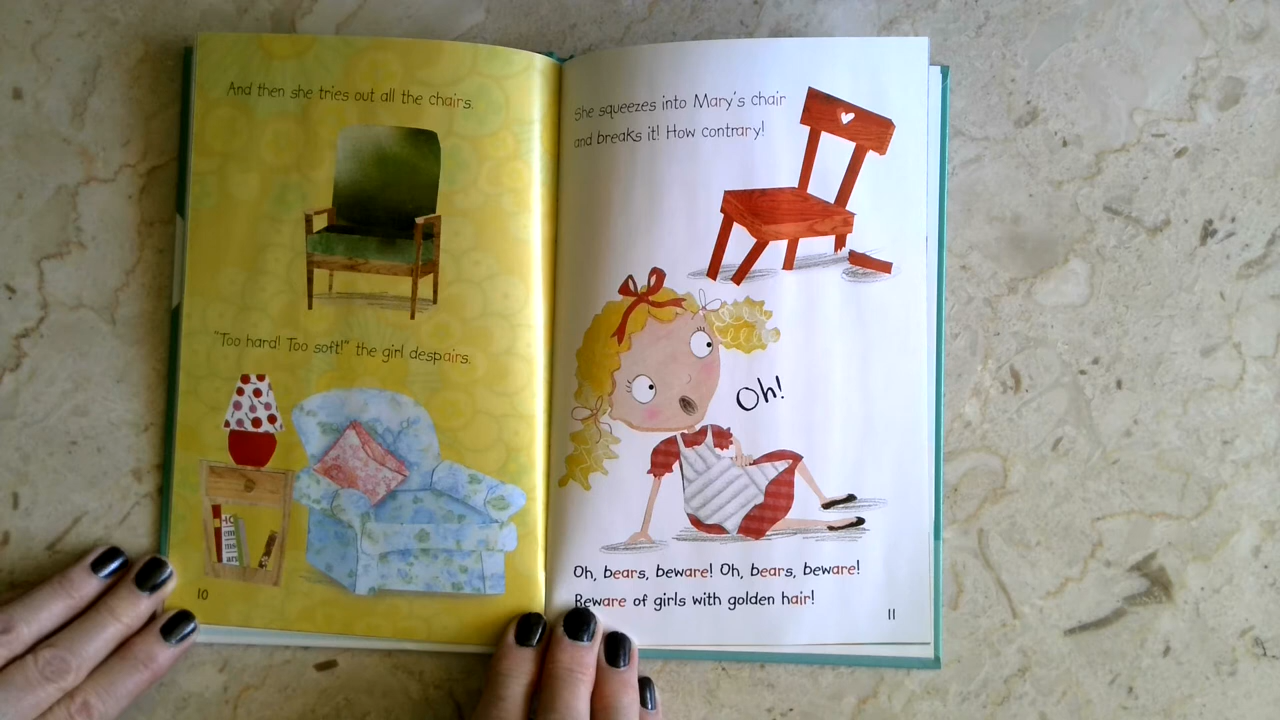 And then she tries out all the chairs.
"Too hard! Too soft!" the girl despairs.
10
She squeezes into Mary's chair
and breaks it! How contrary!
Oh!
Oh, bears, beware! Oh, bears, beware!
Beware of girls with golden hair!
11